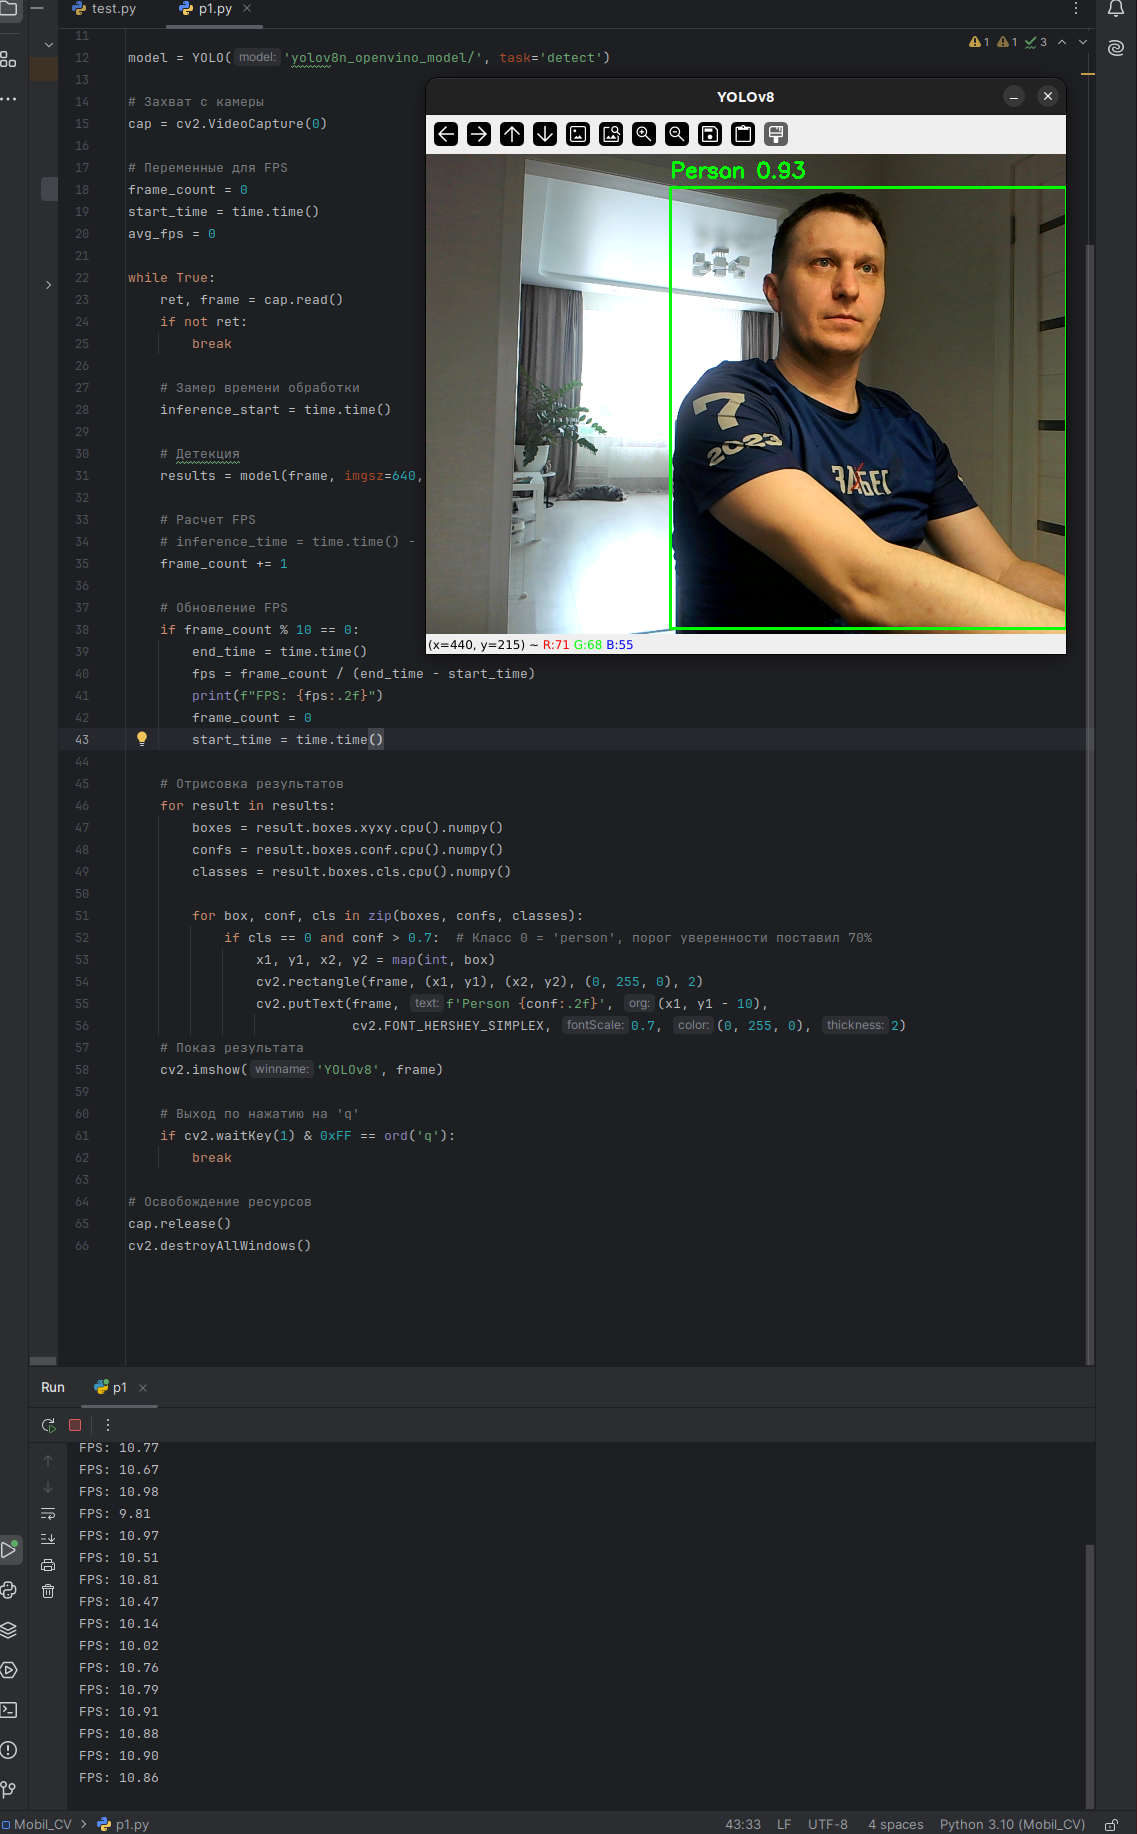 test.py
p1.py
11
12 model = YOLO( model: 'yolov8n_openvino_model/', task='detect')
1 1 3
13
14 # Захват с камеры
15 cap = cv2.VideoCapture(0)
16
17 # Переменные для FPS
18 frame_count = 0
19 start_time = time.time()
20 avg_fps = 0
21
22 while True:
23 ret, frame = cap.read()
24 if not ret:
25 break
26
27 # Замер времени обработки
28 inference_start = time.time()
29
30 # Детекция
31 results = model(frame, imgsz=640,
32
33 # Расчет FPS
34 # inference_time = time.time() -
35 frame_count += 1
36
37 # Обновление FPS
38 if frame_count % 10 == 0:
39 end_time = time.time()
40 fps = frame_count / (end_time - start_time)
41 print(f"FPS: {fps:.2f}")
42 frame_count = 0
43 start_time = time.time()
44
45 # Отрисовка результатов
46 for result in results:
47 boxes = result.boxes.xyxy.cpu().numpy()
48 confs = result.boxes.conf.cpu().numpy()
49 classes = result.boxes.cls.cpu().numpy()
50
51 for box, conf, cls in zip(boxes, confs, classes):
52 if cls == 0 and conf > 0.7: # Класс 0 = 'person', порог уверенности поставил 70%
53 x1, y1, x2, y2 = map(int, box)
54 cv2.rectangle(frame, (x1, y1), (x2, y2), (0, 255, 0), 2)
55 cv2.putText(frame, text: f'Person {conf:.2f}', org: (x1, y1 - 10),
56 cv2.FONT_HERSHEY_SIMPLEX, fontScale: 0.7, color: (0, 255, 0), thickness: 2)
57 # Показ результата
58 cv2.imshow( winname: 'YOLOv8', frame)
59
60 # Выход по нажатию на 'q'
61 if cv2.waitKey(1) & 0xFF == ord('q'):
62 break
63
64 # Освобождение ресурсов
65 cap.release()
66 cv2.destroyAllWindows()
YOLOv8
Person 0.93
7
2023
ЗАБЕГ
(x=440, y=215) ~ R:71 G:68 B:55
Run
p1
FPS: 10.77
FPS: 10.67
FPS: 10.98
FPS: 9.81
FPS: 10.97
FPS: 10.51
FPS: 10.81
FPS: 10.47
FPS: 10.14
FPS: 10.02
FPS: 10.76
FPS: 10.79
FPS: 10.91
FPS: 10.88
FPS: 10.90
FPS: 10.86
Mobil_CV > p1.py
43:33 LF UTF-8 4 spaces Python 3.10 (Mobil_CV)